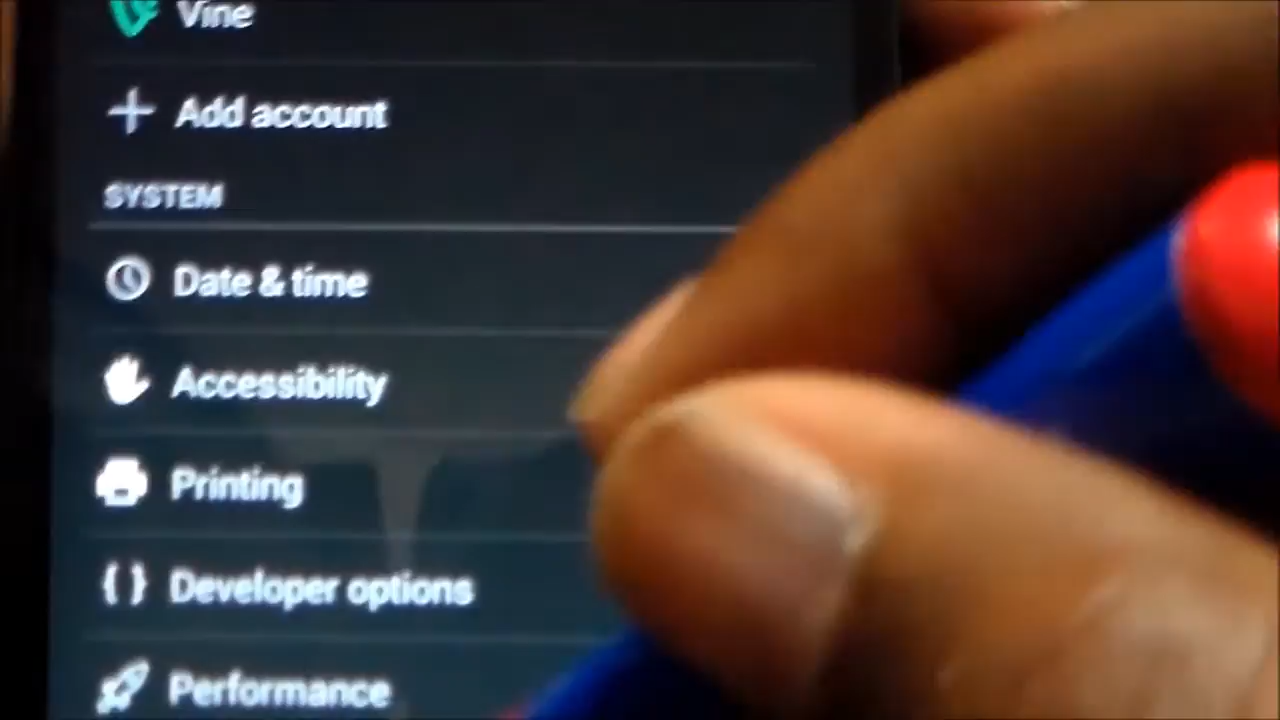 Vine
Add account
SYSTEM
Date & time
Accessibility
Printing
{ } Developer options
Performance